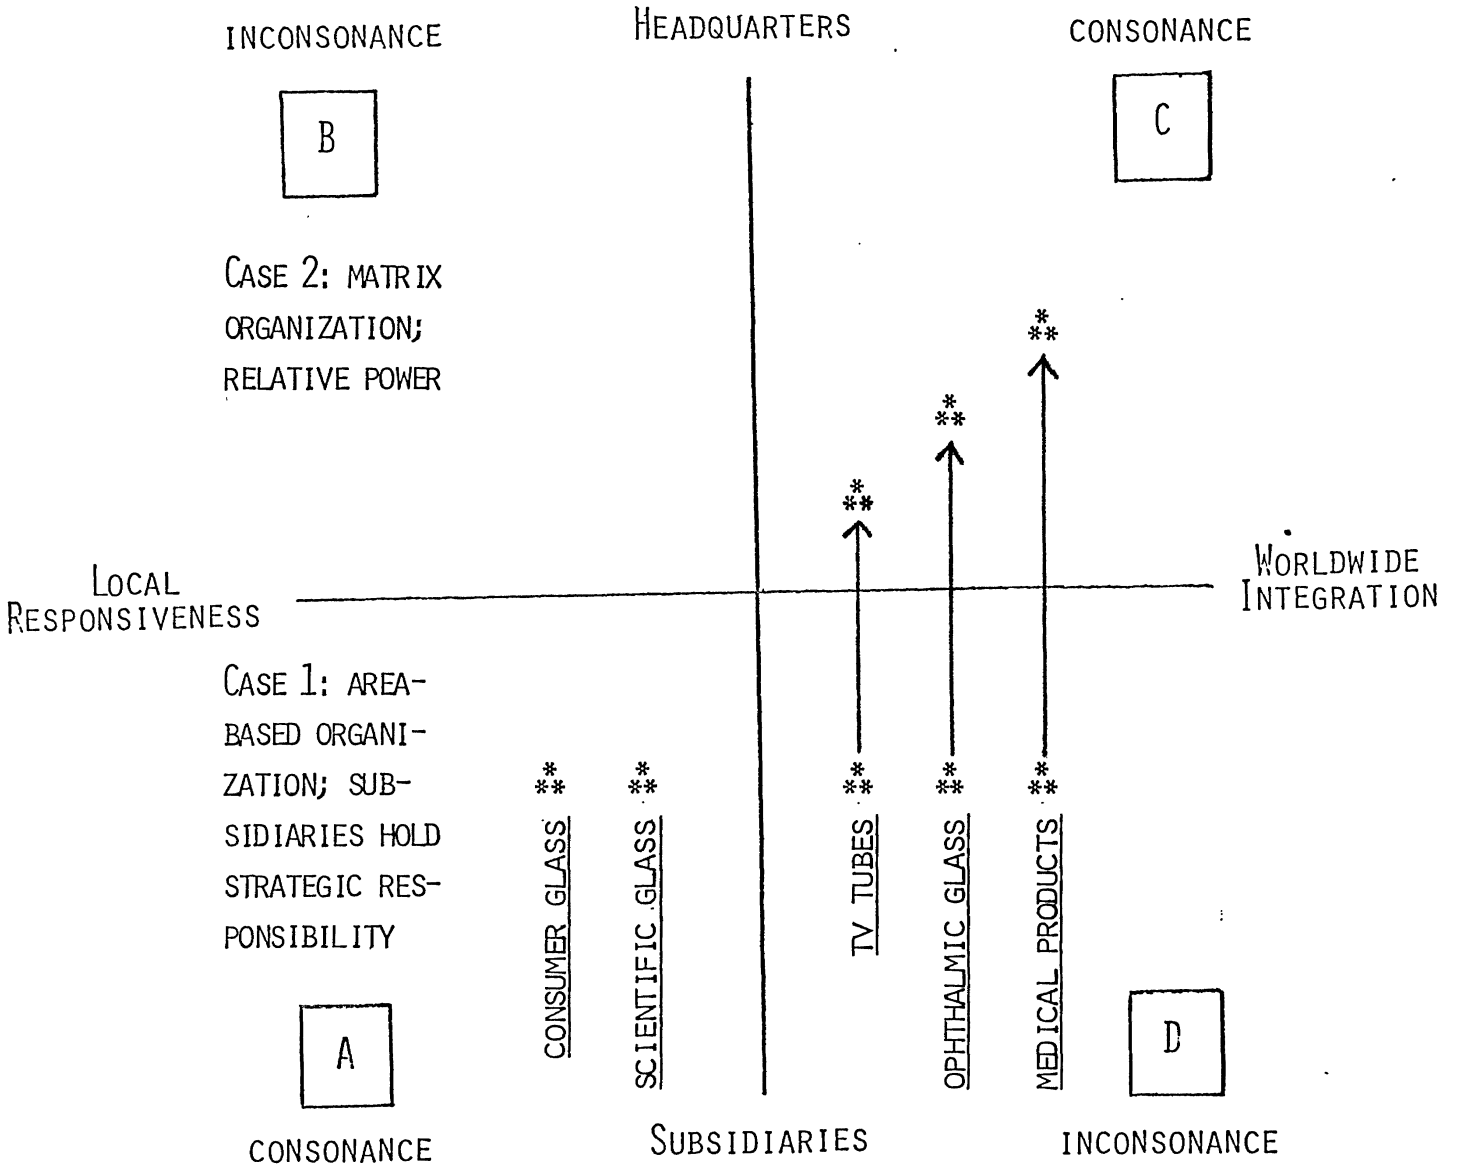 INCONSONANCE
HEADQUARTERS
CONSONANCE
B
C
CASE 2: MATRIX
ORGANIZATION;
RELATIVE POWER
*
**
*
**
*
**
LOCAL
RESPONSIVENESS
WORLDWIDE
INTEGRATION
CASE 1: AREA-
BASED ORGANI-
ZATION; SUB-
SIDIARIES HOLD
STRATEGIC RES-
PONSIBILITY
*
**
*
**
*
**
*
**
*
**
CONSUMER GLASS
SCIENTIFIC GLASS
TV TUBES
OPHTHALMIC GLASS
MEDICAL PRODUCTS
A
D
CONSONANCE
SUBSIDIARIES
INCONSONANCE